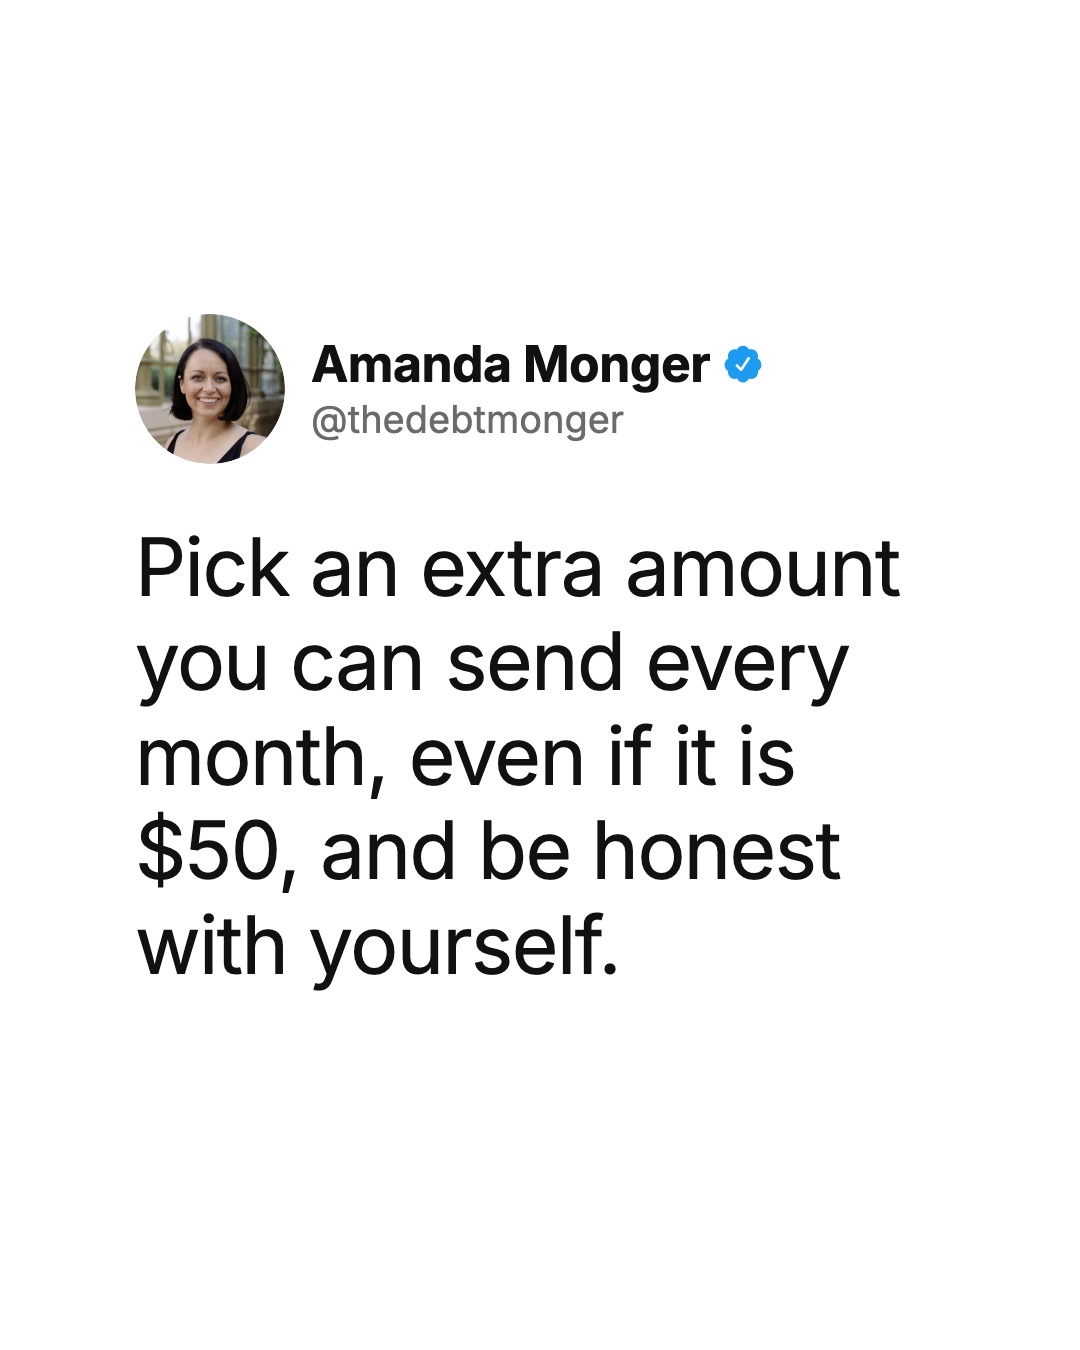 Amanda Monger
@thedebtmonger
Pick an extra amount
you can send every
month, even if it is
$50, and be honest
with yourself.